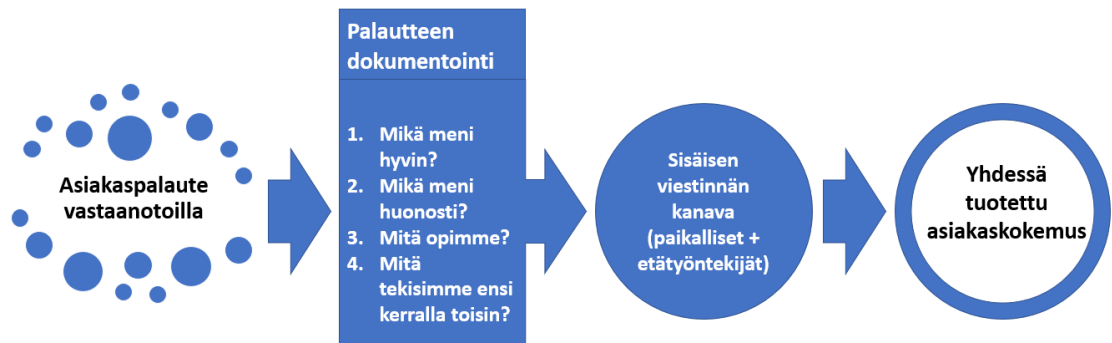 Asiakaspalaute
vastaanotoilla
Palautteen
dokumentointi
1. Mikä meni
hyvin?
2. Mikä meni
huonosti?
3. Mitä opimme?
4. Mitä
tekisimme ensi
kerralla toisin?
Sisäisen
viestinnän
kanava
(paikalliset +
etätyöntekijät)
Yhdessä
tuotettu
asiakaskokemus